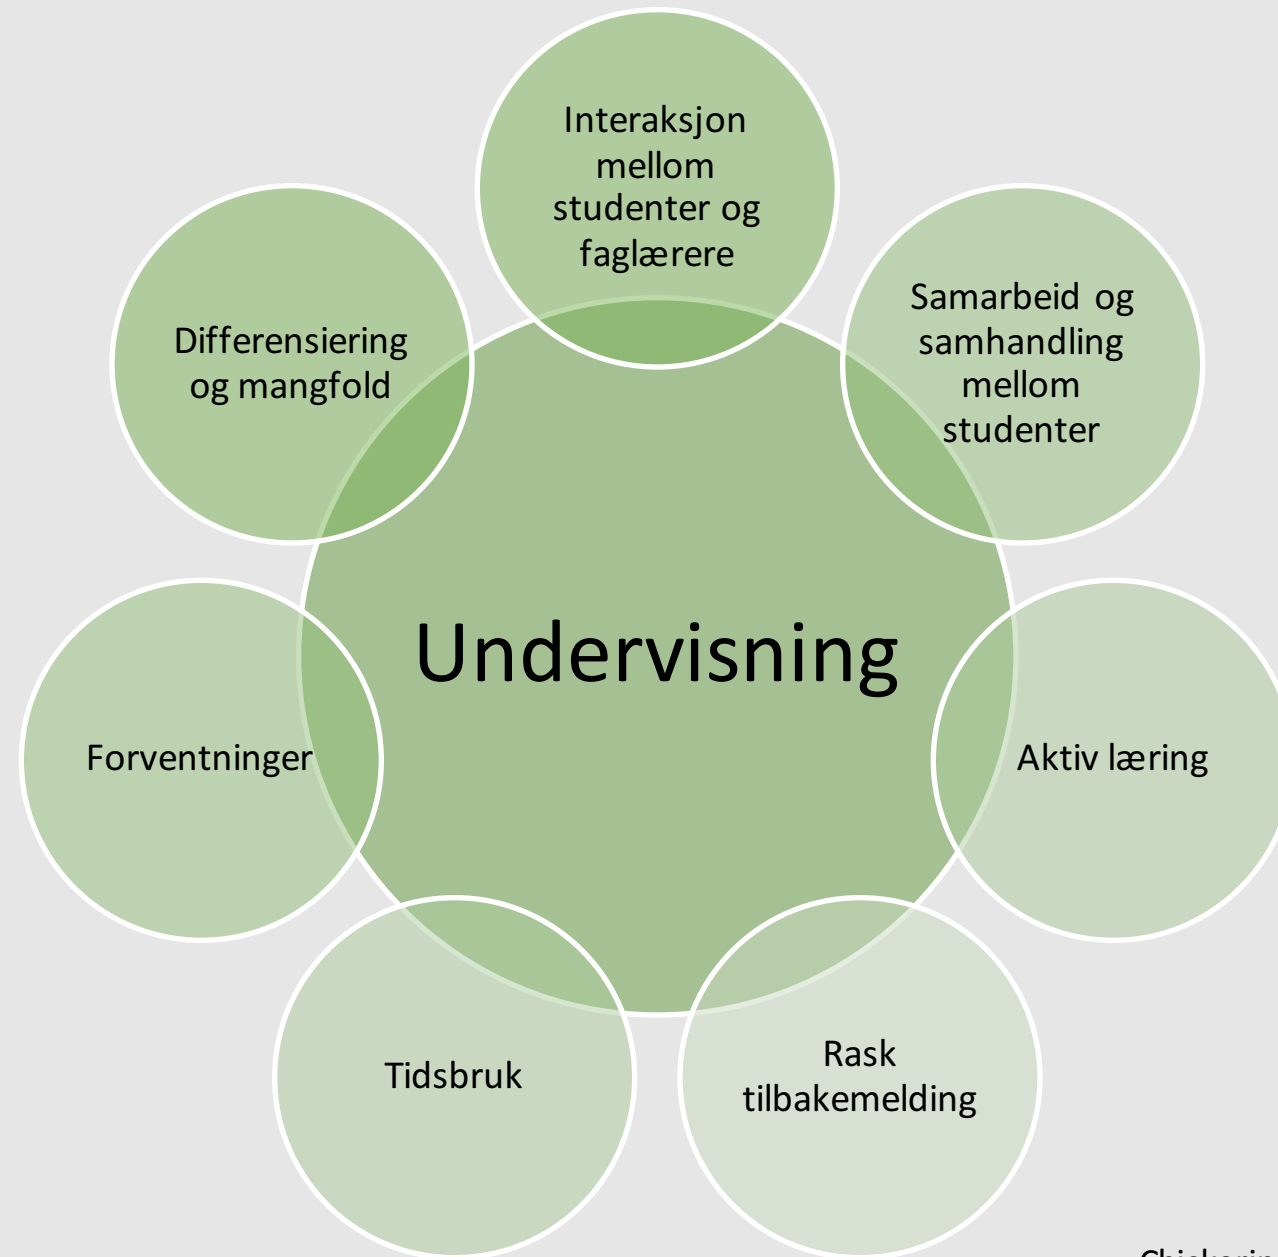 Interaksjon
mellom
studenter og
faglærere
Samarbeid og
samhandling
mellom
studenter
Aktiv læring
Rask
tilbakemelding
Tidsbruk
Forventninger
Differensiering
og mangfold
Undervisning